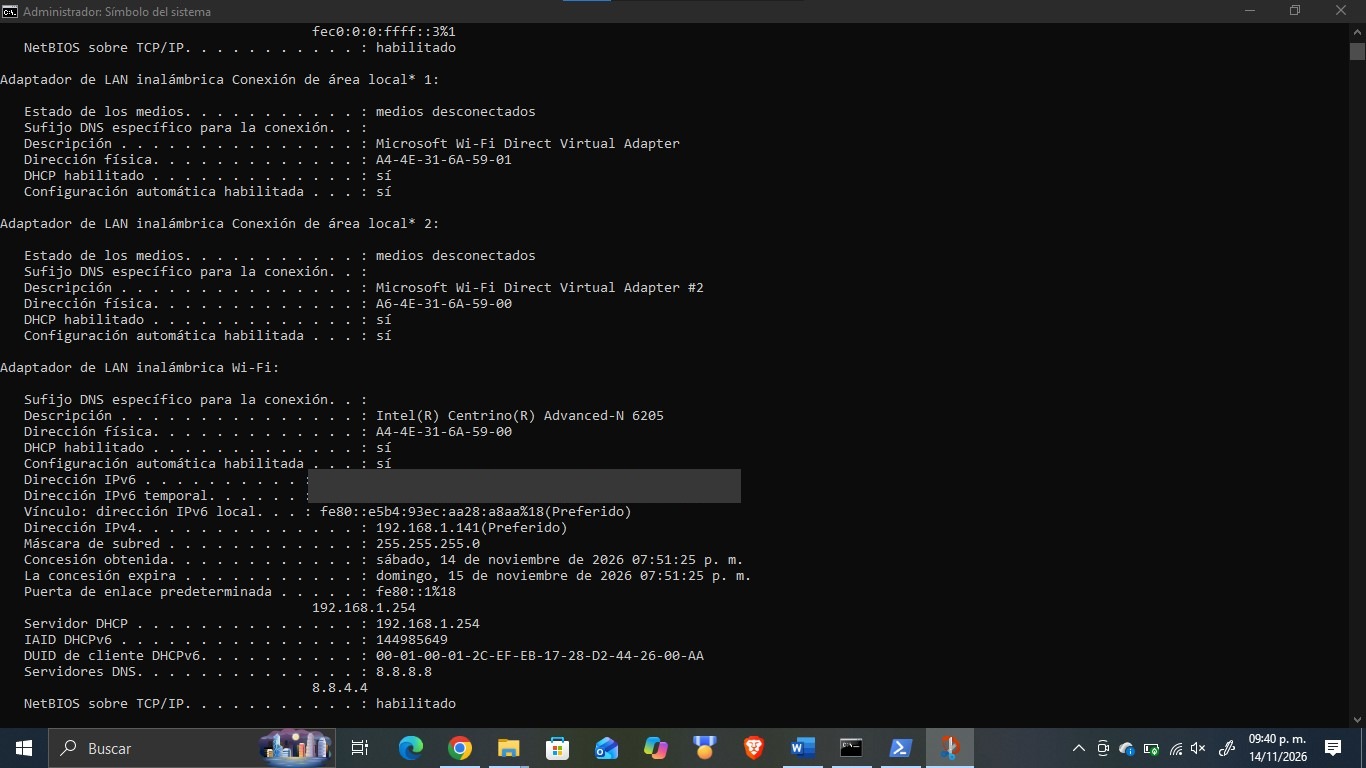 Administrador: Símbolo del sistema
fec0:0:0:ffff::3%1
NetBIOS sobre TCP/IP. . . . . . . . . . . : habilitado
Adaptador de LAN inalámbrica Conexión de área local* 1:
Estado de los medios. . . . . . . . . . . : medios desconectados
Sufijo DNS específico para la conexión. . :
Descripción . . . . . . . . . . . . . . . : Microsoft Wi-Fi Direct Virtual Adapter
Dirección física. . . . . . . . . . . . . : A4-4E-31-6A-59-01
DHCP habilitado . . . . . . . . . . . . . : sí
Configuración automática habilitada . . . : sí
Adaptador de LAN inalámbrica Conexión de área local* 2:
Estado de los medios. . . . . . . . . . . : medios desconectados
Sufijo DNS específico para la conexión. . :
Descripción . . . . . . . . . . . . . . . : Microsoft Wi-Fi Direct Virtual Adapter #2
Dirección física. . . . . . . . . . . . . : A6-4E-31-6A-59-00
DHCP habilitado . . . . . . . . . . . . . : sí
Configuración automática habilitada . . . : sí
Adaptador de LAN inalámbrica Wi-Fi:
Sufijo DNS específico para la conexión. . :
Descripción . . . . . . . . . . . . . . . : Intel(R) Centrino(R) Advanced-N 6205
Dirección física. . . . . . . . . . . . . : A4-4E-31-6A-59-00
DHCP habilitado . . . . . . . . . . . . . : sí
Configuración automática habilitada . . . : sí
Dirección IPv6 . . . . . . . . . . :
Dirección IPv6 temporal. . . . . . :
Vínculo: dirección IPv6 local. . . : fe80::e5b4:93ec:aa28:a8aa%18(Preferido)
Dirección IPv4. . . . . . . . . . . . . . : 192.168.1.141(Preferido)
Máscara de subred . . . . . . . . . . . . : 255.255.255.0
Concesión obtenida. . . . . . . . . . . . : sábado, 14 de noviembre de 2026 07:51:25 p. m.
La concesión expira . . . . . . . . . . . : domingo, 15 de noviembre de 2026 07:51:25 p. m.
Puerta de enlace predeterminada . . . . . : fe80::1%18
192.168.1.254
Servidor DHCP . . . . . . . . . . . . . . : 192.168.1.254
IAID DHCPv6 . . . . . . . . . . . . . . . : 144985649
DUID de cliente DHCPv6. . . . . . . . . . : 00-01-00-01-2C-EF-EB-17-28-D2-44-26-00-AA
Servidores DNS. . . . . . . . . . . . . . : 8.8.8.8
8.8.4.4
NetBIOS sobre TCP/IP. . . . . . . . . . . : habilitado
Buscar
09:40 p. m.
14/11/2026